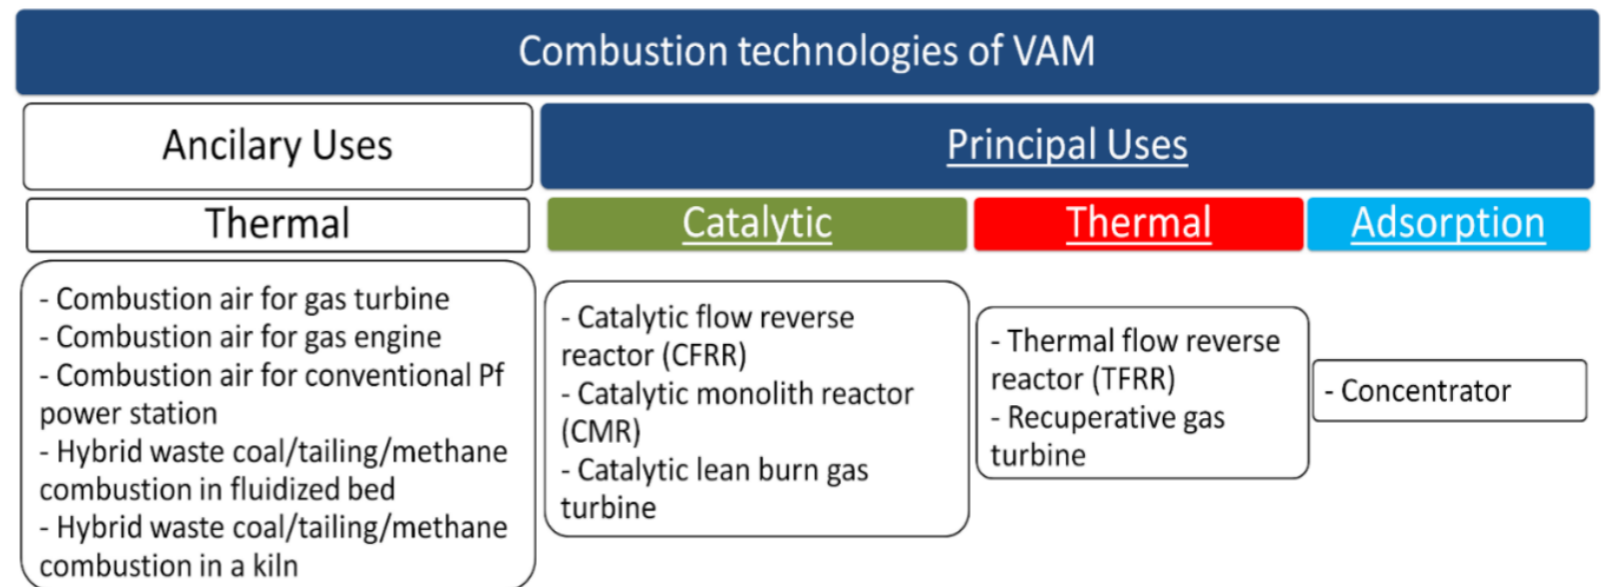 Combustion technologies of VAM
Ancilary Uses
Principal Uses
Thermal
Catalytic
Thermal
Adsorption
- Combustion air for gas turbine
- Combustion air for gas engine
- Combustion air for conventional Pf
power station
- Hybrid waste coal/tailing/methane
combustion in fluidized bed
- Hybrid waste coal/tailing/methane
combustion in a kiln
- Catalytic flow reverse
reactor (CFRR)
- Catalytic monolith reactor
(CMR)
- Catalytic lean burn gas
turbine
- Thermal flow reverse
reactor (TFRR)
- Recuperative gas
turbine
- Concentrator